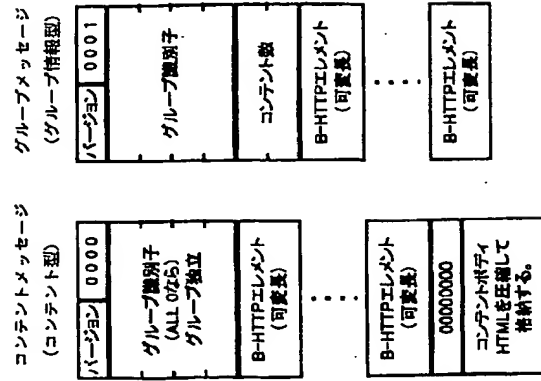 グループメッセージ
(グループ情報型)
バージョン 0001
グループ識別子
コンテント数
B-HTTPエレメント
(可変長)
B-HTTPエレメント
(可変長)
コンテントメッセージ
(コンテント型)
バージョン 0000
グループ識別子
(ALL 0なら)
グループ独立
B-HTTPエレメント
(可変長)
B-HTTPエレメント
(可変長)
00000000
コンテントボディ
HTMLを圧縮して
格納する。